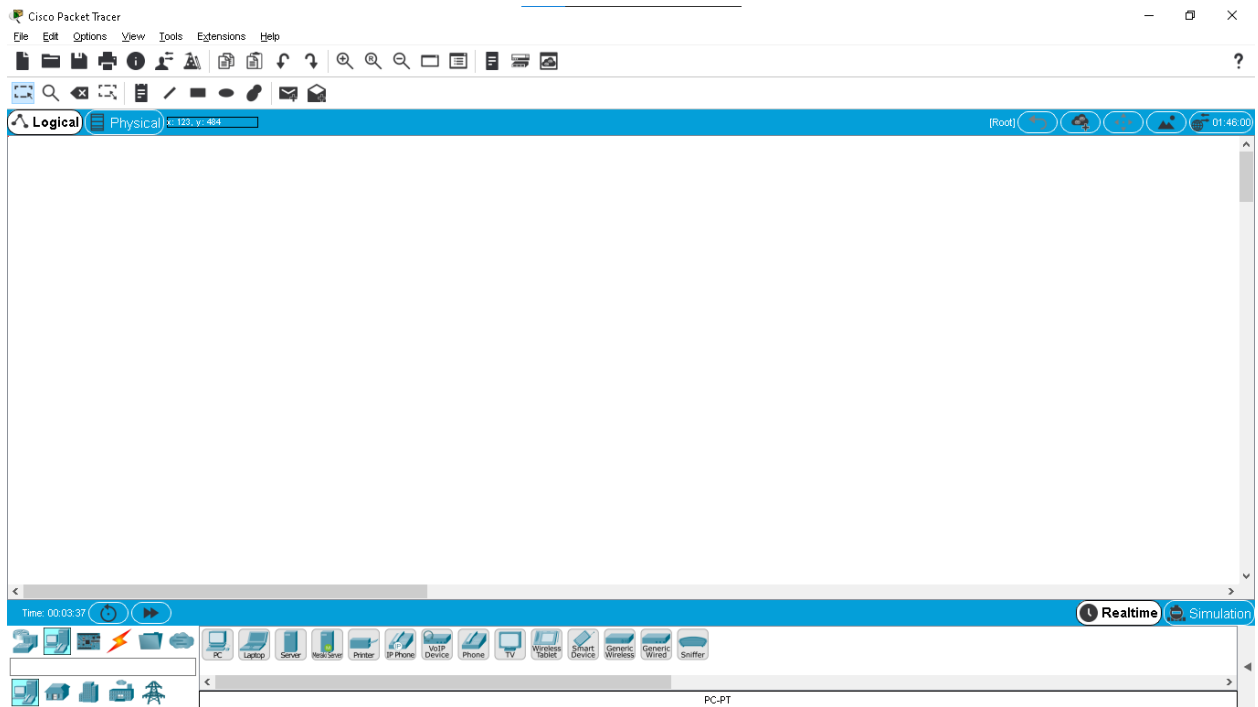 Cisco Packet Tracer
File Edit Options View Tools Extensions Help
?
Logical Physical x: 123, y: 484 [Root] 01:46:00
Time: 00:03:37 Realtime Simulation
PC Laptop Server Meraki Server Printer IP Phone VoIP Device Phone TV Wireless Tablet Smart Device Generic Wireless Generic Wired Sniffer
PC-PT